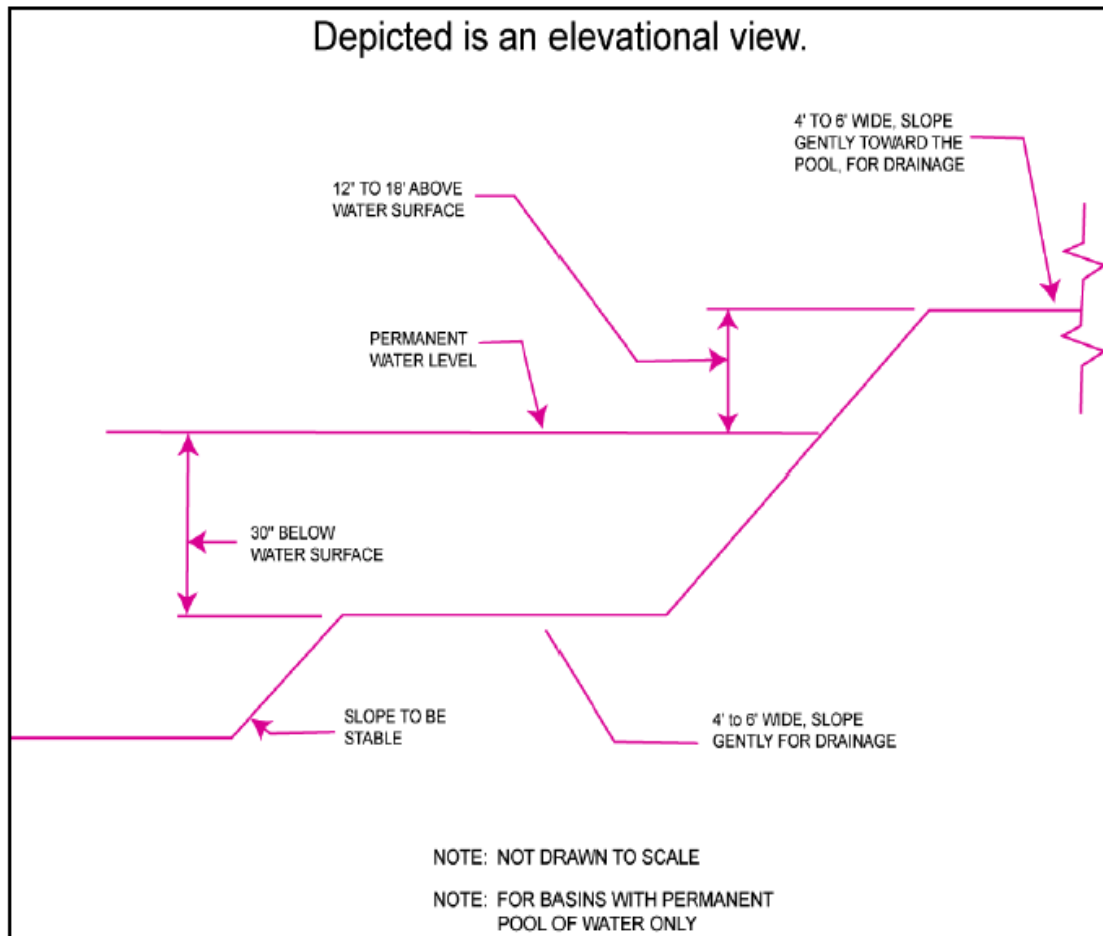 Depicted is an elevational view.
4' TO 6' WIDE, SLOPE
GENTLY TOWARD THE
POOL, FOR DRAINAGE
12" TO 18' ABOVE
WATER SURFACE
PERMANENT
WATER LEVEL
30" BELOW
WATER SURFACE
SLOPE TO BE
STABLE
4' to 6' WIDE, SLOPE
GENTLY FOR DRAINAGE
NOTE: NOT DRAWN TO SCALE
NOTE: FOR BASINS WITH PERMANENT
POOL OF WATER ONLY